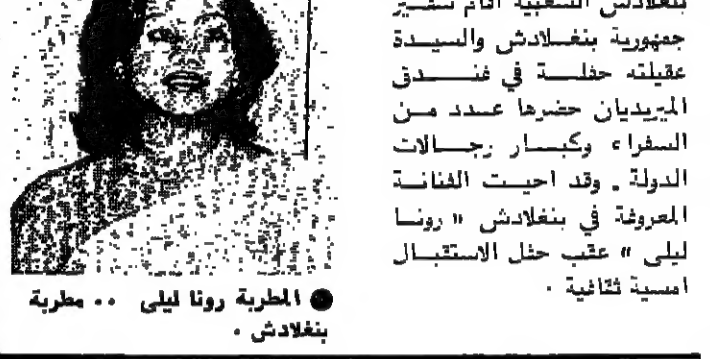 بنغلادش الشعبية اقام سفير
جمهورية بنغلادش والسيدة
عقيلته حفلة في فندق
الميريديان حضرها عدد من
السفراء وكبار رجالات
الدولة . وقد احيت الفنانة
المعروفة في بنغلادش « رونا
ليلى » عقب حفل الاستقبال
امسية ثقافية .
● المطربة رونا ليلى .. مطربة
بنغلادش .